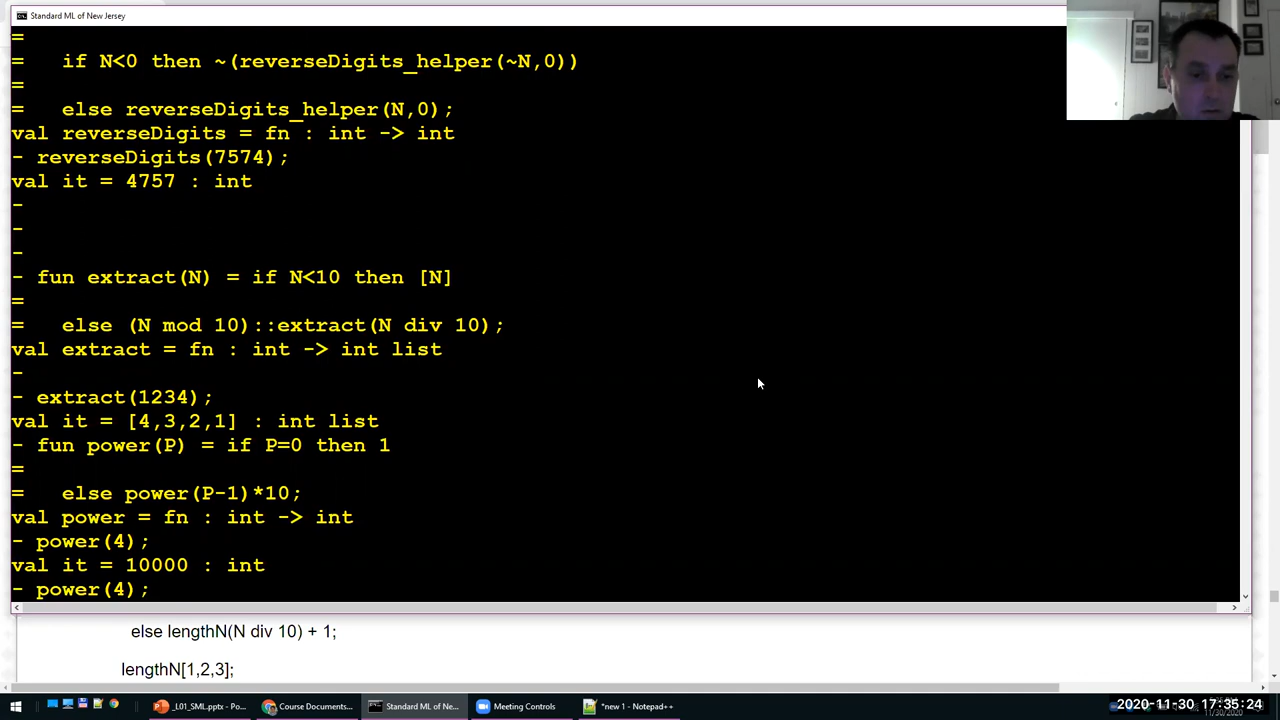 Standard ML of New Jersey
=
=   if N<0 then ~(reverseDigits_helper(~N,0))
=
=   else reverseDigits_helper(N,0);
val reverseDigits = fn : int -> int
- reverseDigits(7574);
val it = 4757 : int
-
-
-
- fun extract(N) = if N<10 then [N]
=
=   else (N mod 10)::extract(N div 10);
val extract = fn : int -> int list
-
- extract(1234);
val it = [4,3,2,1] : int list
- fun power(P) = if P=0 then 1
=
=   else power(P-1)*10;
val power = fn : int -> int
- power(4);
val it = 10000 : int
- power(4);
else lengthN(N div 10) + 1;
lengthN[1,2,3];
_L01_SML.pptx - Po... Course Documents... Standard ML of Ne... Meeting Controls *new 1 - Notepad++ 2020-11-30 17:35:24